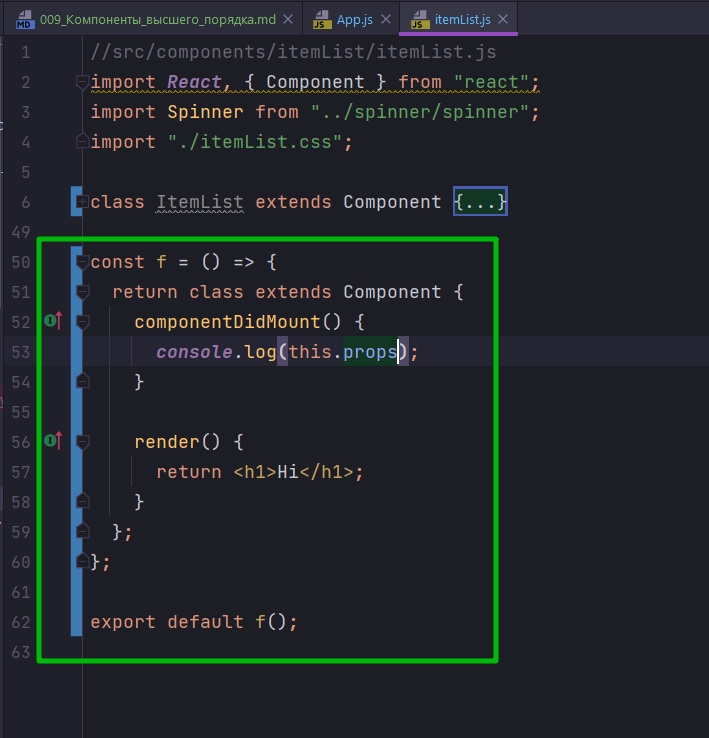 009_Компоненты_высшего_порядка.md App.js itemList.js
1 //src/components/itemList/itemList.js
2 import React, { Component } from "react";
3 import Spinner from "../spinner/spinner";
4 import "./itemList.css";
5
6 class ItemList extends Component {...}
49
50 const f = () => {
51 return class extends Component {
52 componentDidMount() {
53 console.log(this.props);
54 }
55
56 render() {
57 return <h1>Hi</h1>;
58 }
59 };
60 };
61
62 export default f();
63